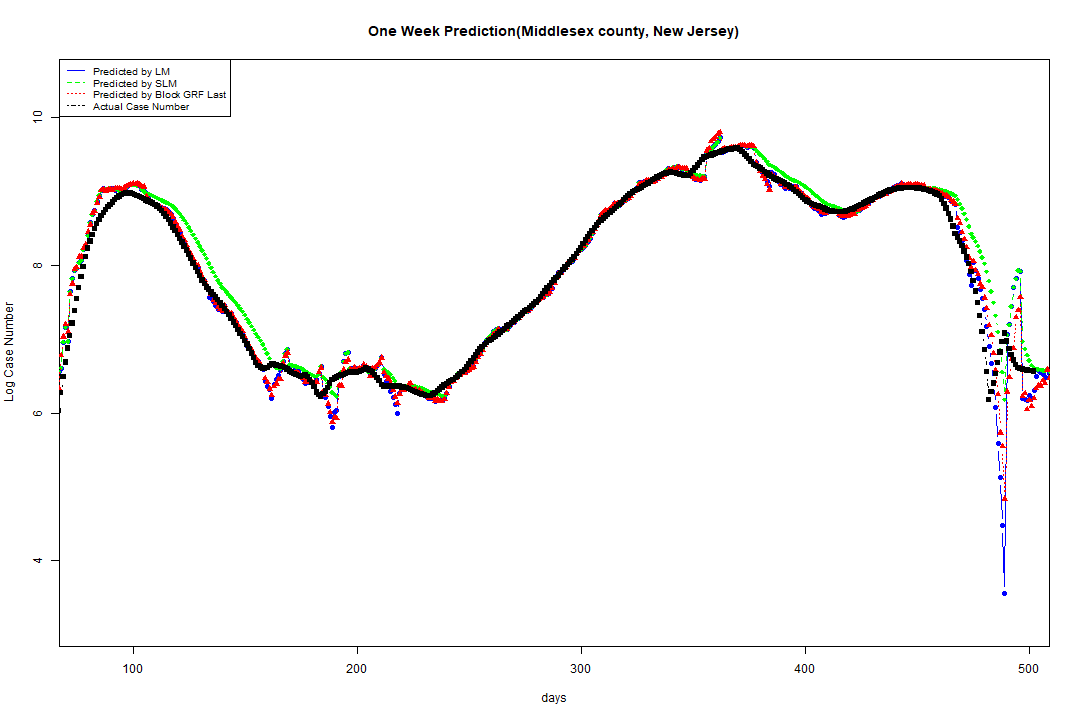 One Week Prediction(Middlesex county, New Jersey)
Predicted by LM
Predicted by SLM
Predicted by Block GRF Last
Actual Case Number
Log Case Number
10
8
6
4
100 200 300 400 500
days